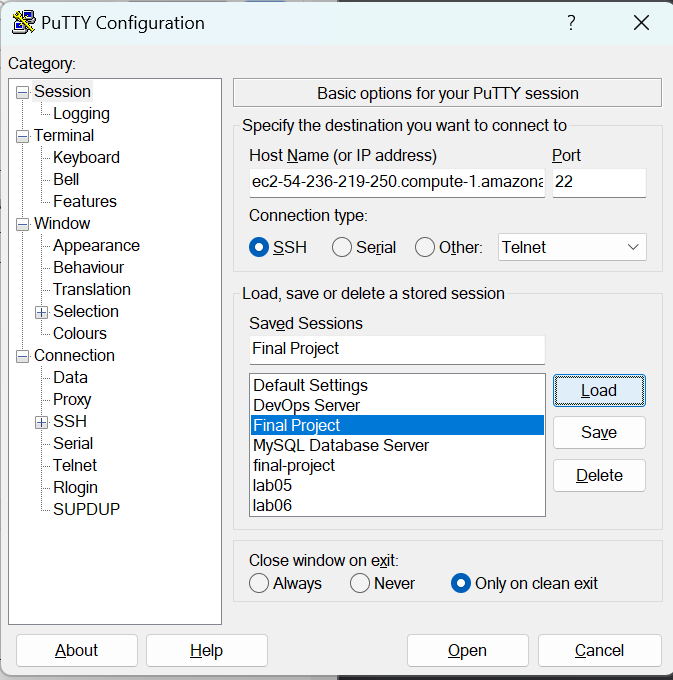 PuTTY Configuration
?
Category:
Session
Logging
Terminal
Keyboard
Bell
Features
Window
Appearance
Behaviour
Translation
Selection
Colours
Connection
Data
Proxy
SSH
Serial
Telnet
Rlogin
SUPDUP
Basic options for your PuTTY session
Specify the destination you want to connect to
Host Name (or IP address) Port
ec2-54-236-219-250.compute-1.amazona 22
Connection type:
SSH Serial Other: Telnet
Load, save or delete a stored session
Saved Sessions
Final Project
Default Settings
DevOps Server
Final Project
MySQL Database Server
final-project
lab05
lab06
Load
Save
Delete
Close window on exit:
Always Never Only on clean exit
About Help Open Cancel